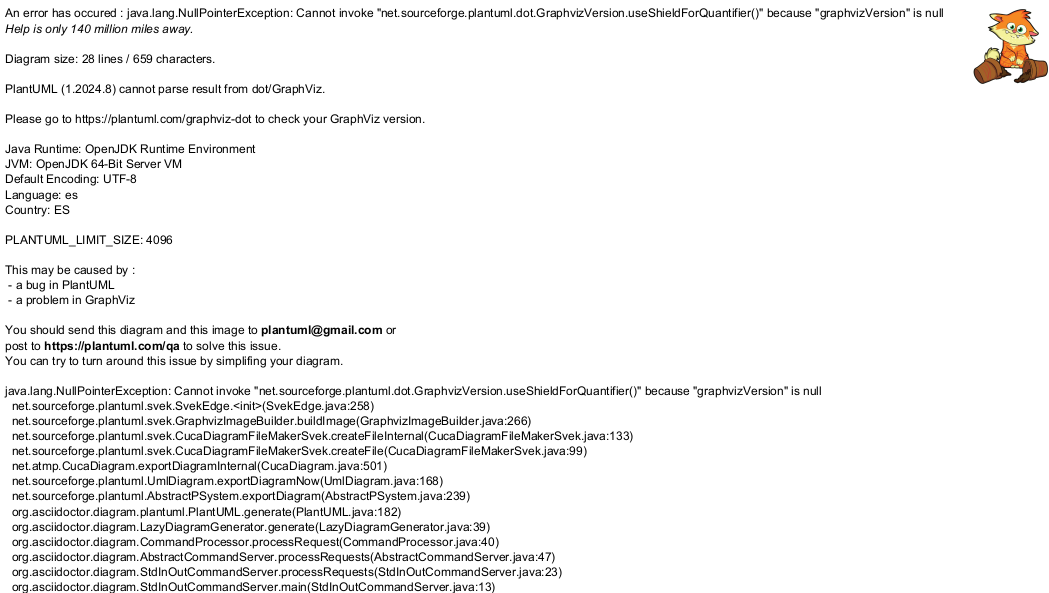 An error has occured : java.lang.NullPointerException: Cannot invoke "net.sourceforge.plantuml.dot.GraphvizVersion.useShieldForQuantifier()" because "graphvizVersion" is null
Help is only 140 million miles away.
Diagram size: 28 lines / 659 characters.
PlantUML (1.2024.8) cannot parse result from dot/GraphViz.
Please go to https://plantuml.com/graphviz-dot to check your GraphViz version.
Java Runtime: OpenJDK Runtime Environment
JVM: OpenJDK 64-Bit Server VM
Default Encoding: UTF-8
Language: es
Country: ES
PLANTUML_LIMIT_SIZE: 4096
This may be caused by :
- a bug in PlantUML
- a problem in GraphViz
You should send this diagram and this image to plantuml@gmail.com or
post to https://plantuml.com/qa to solve this issue.
You can try to turn around this issue by simplifing your diagram.
java.lang.NullPointerException: Cannot invoke "net.sourceforge.plantuml.dot.GraphvizVersion.useShieldForQuantifier()" because "graphvizVersion" is null
net.sourceforge.plantuml.svek.SvekEdge.<init>(SvekEdge.java:258)
net.sourceforge.plantuml.svek.GraphvizImageBuilder.buildImage(GraphvizImageBuilder.java:266)
net.sourceforge.plantuml.svek.CucaDiagramFileMakerSvek.createFileInternal(CucaDiagramFileMakerSvek.java:133)
net.sourceforge.plantuml.svek.CucaDiagramFileMakerSvek.createFile(CucaDiagramFileMakerSvek.java:99)
net.atmp.CucaDiagram.exportDiagramInternal(CucaDiagram.java:501)
net.sourceforge.plantuml.UmlDiagram.exportDiagramNow(UmlDiagram.java:168)
net.sourceforge.plantuml.AbstractPSystem.exportDiagram(AbstractPSystem.java:239)
org.asciidoctor.diagram.plantuml.PlantUML.generate(PlantUML.java:182)
org.asciidoctor.diagram.LazyDiagramGenerator.generate(LazyDiagramGenerator.java:39)
org.asciidoctor.diagram.CommandProcessor.processRequest(CommandProcessor.java:40)
org.asciidoctor.diagram.AbstractCommandServer.processRequests(AbstractCommandServer.java:47)
org.asciidoctor.diagram.StdInOutCommandServer.processRequests(StdInOutCommandServer.java:23)
org.asciidoctor.diagram.StdInOutCommandServer.main(StdInOutCommandServer.java:13)